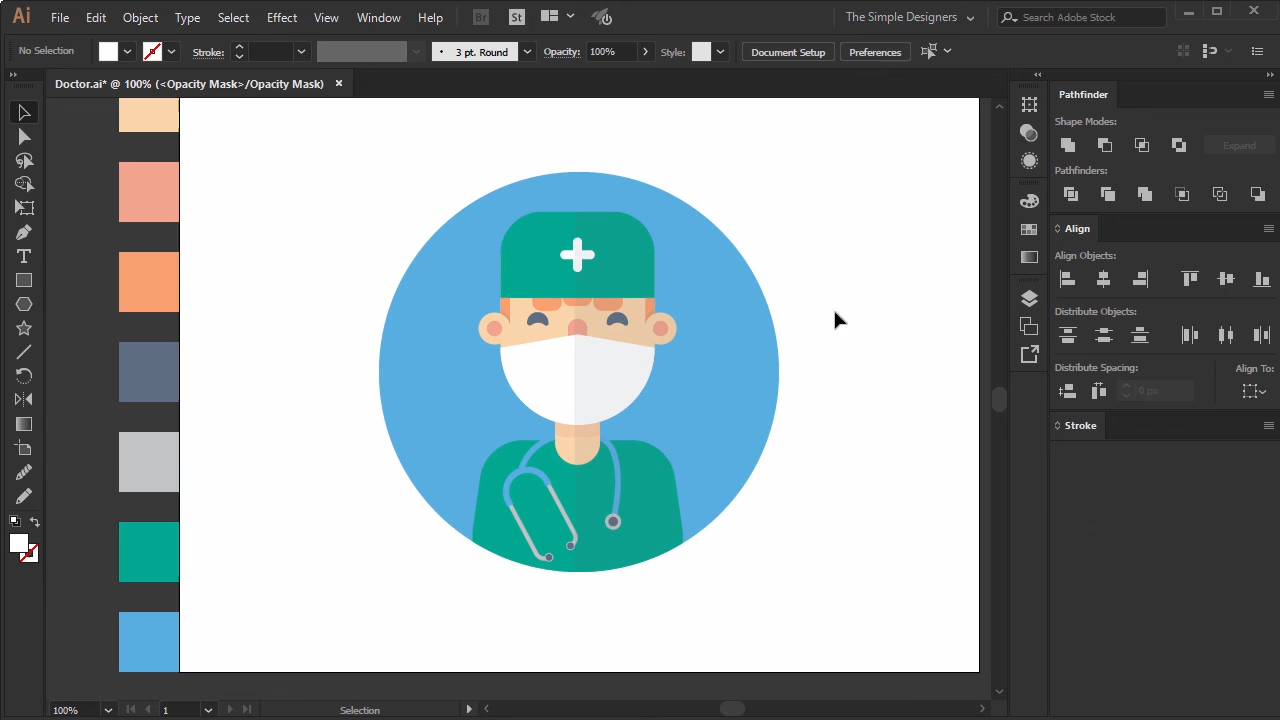 Ai File Edit Object Type Select Effect View Window Help Br St The Simple Designers Search Adobe Stock
No Selection Stroke: 3 pt. Round Opacity: 100% Style: Document Setup Preferences
Doctor.ai* @ 100% (<Opacity Mask>/Opacity Mask)
Pathfinder
Shape Modes:
Expand
Pathfinders:
Align
Align Objects:
Distribute Objects:
Distribute Spacing: Align To:
0 px
Stroke
100% 1 Selection